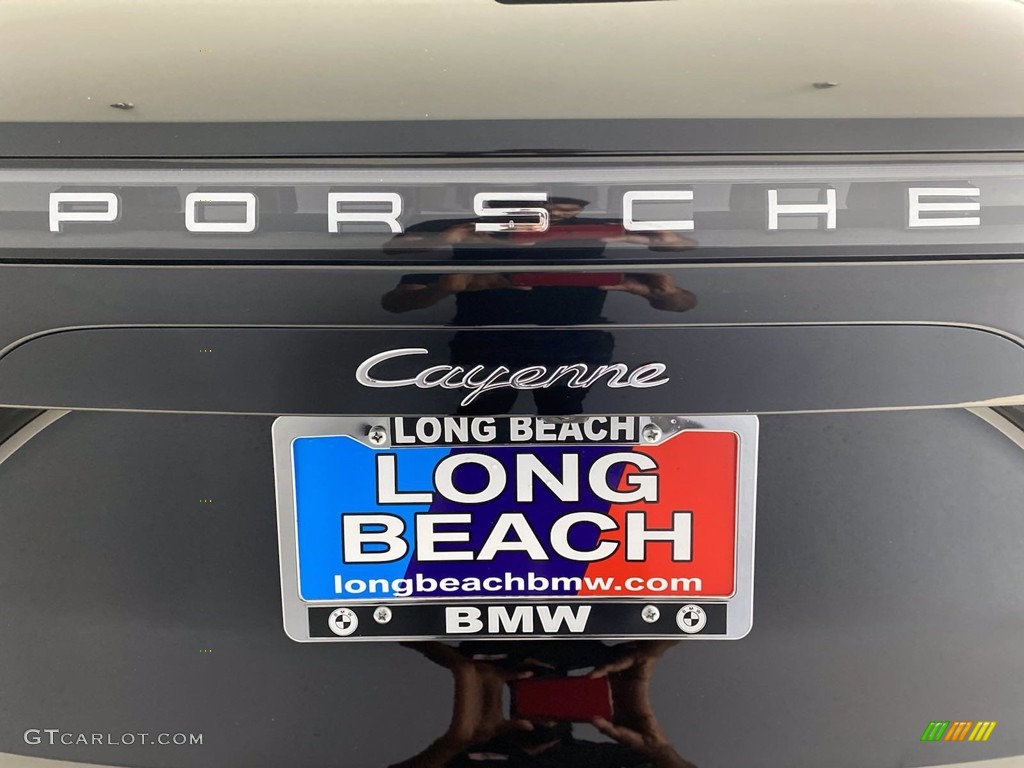 PORSCHE
Cayenne
LONG BEACH
LONG
BEACH
longbeachbmw.com
BMW
GTCARLOT.COM